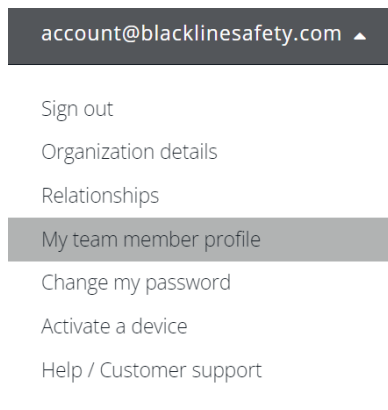 account@blacklinesafety.com
Sign out
Organization details
Relationships
My team member profile
Change my password
Activate a device
Help / Customer support